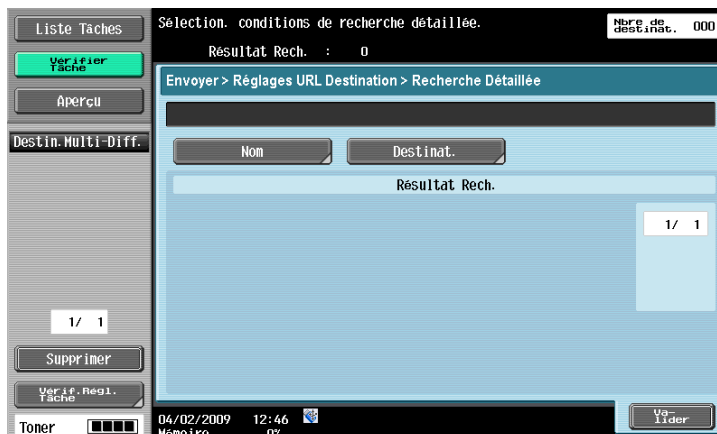 Liste Tâches
Vérifier
Tâche
Aperçu
Destin.Multi-Diff.
1/ 1
Supprimer
Vérif.Régl.
Tâche
Toner
Sélection. conditions de recherche détaillée.
Nbre de
destinat. 000
Résultat Rech. : 0
Envoyer > Réglages URL Destination > Recherche Détaillée
Nom
Destinat.
Résultat Rech.
1/ 1
Va-
lider
04/02/2009 12:46
Mémoire 0%